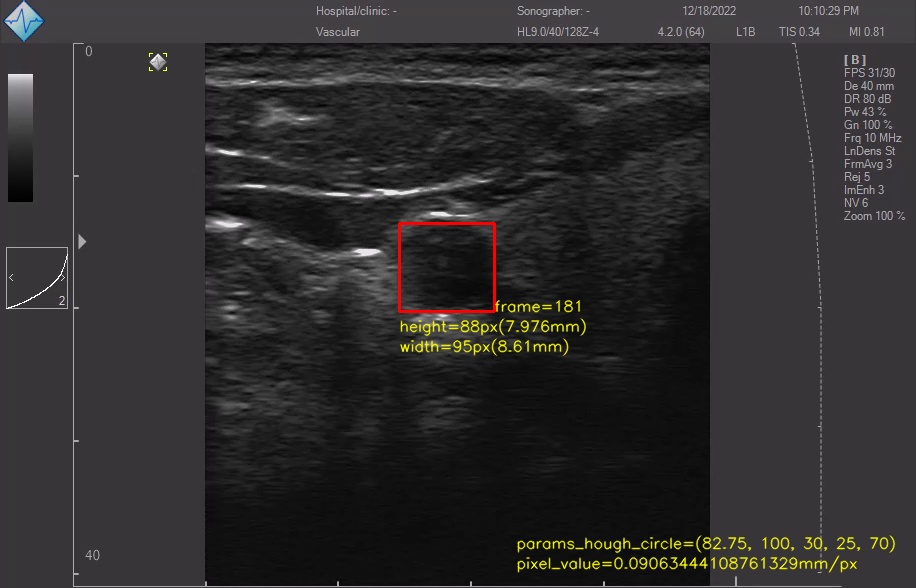 Hospital/clinic: - Sonographer: - 12/18/2022 10:10:29 PM
Vascular HL9.0/40/128Z-4 4.2.0 (64) L1B TIS 0.34 MI 0.81
0
[ B ]
FPS 31/30
De 40 mm
DR 80 dB
Pw 43 %
Gn 100 %
Frq 10 MHz
LnDens St
FrmAvg 3
Rej 5
ImEnh 3
NV 6
Zoom 100 %
2
frame=181
height=88px(7.976mm)
width=95px(8.61mm)
40
params_hough_circle=(82.75, 100, 30, 25, 70)
pixel_value=0.09063444108761329mm/px